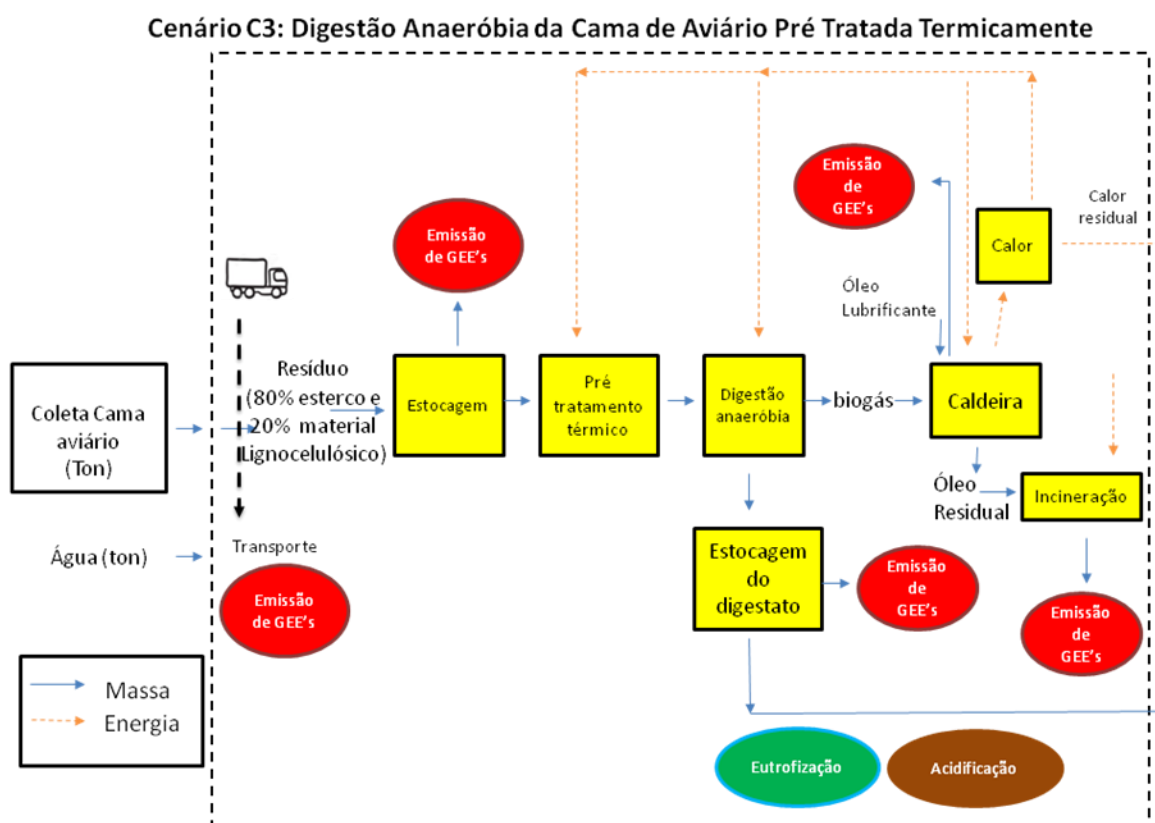 Cenário C3: Digestão Anaeróbia da Cama de Aviário Pré Tratada Termicamente
Emissão
de
GEE's
Calor
residual
Emissão
de GEE's
Calor
Óleo
Lubrificante
Resíduo
(80% esterco e
20% material
Lignocelulósico)
Coleta Cama
aviário
(Ton)
Estocagem
Pré
tratamento
térmico
Digestão
anaeróbia
biogás
Caldeira
Óleo
Residual
Incineração
Água (ton)
Transporte
Emissão
de GEE's
Estocagem
do
digestato
Emissão
de
GEE's
Emissão
de
GEE's
Massa
Energia
Eutrofização
Acidificação